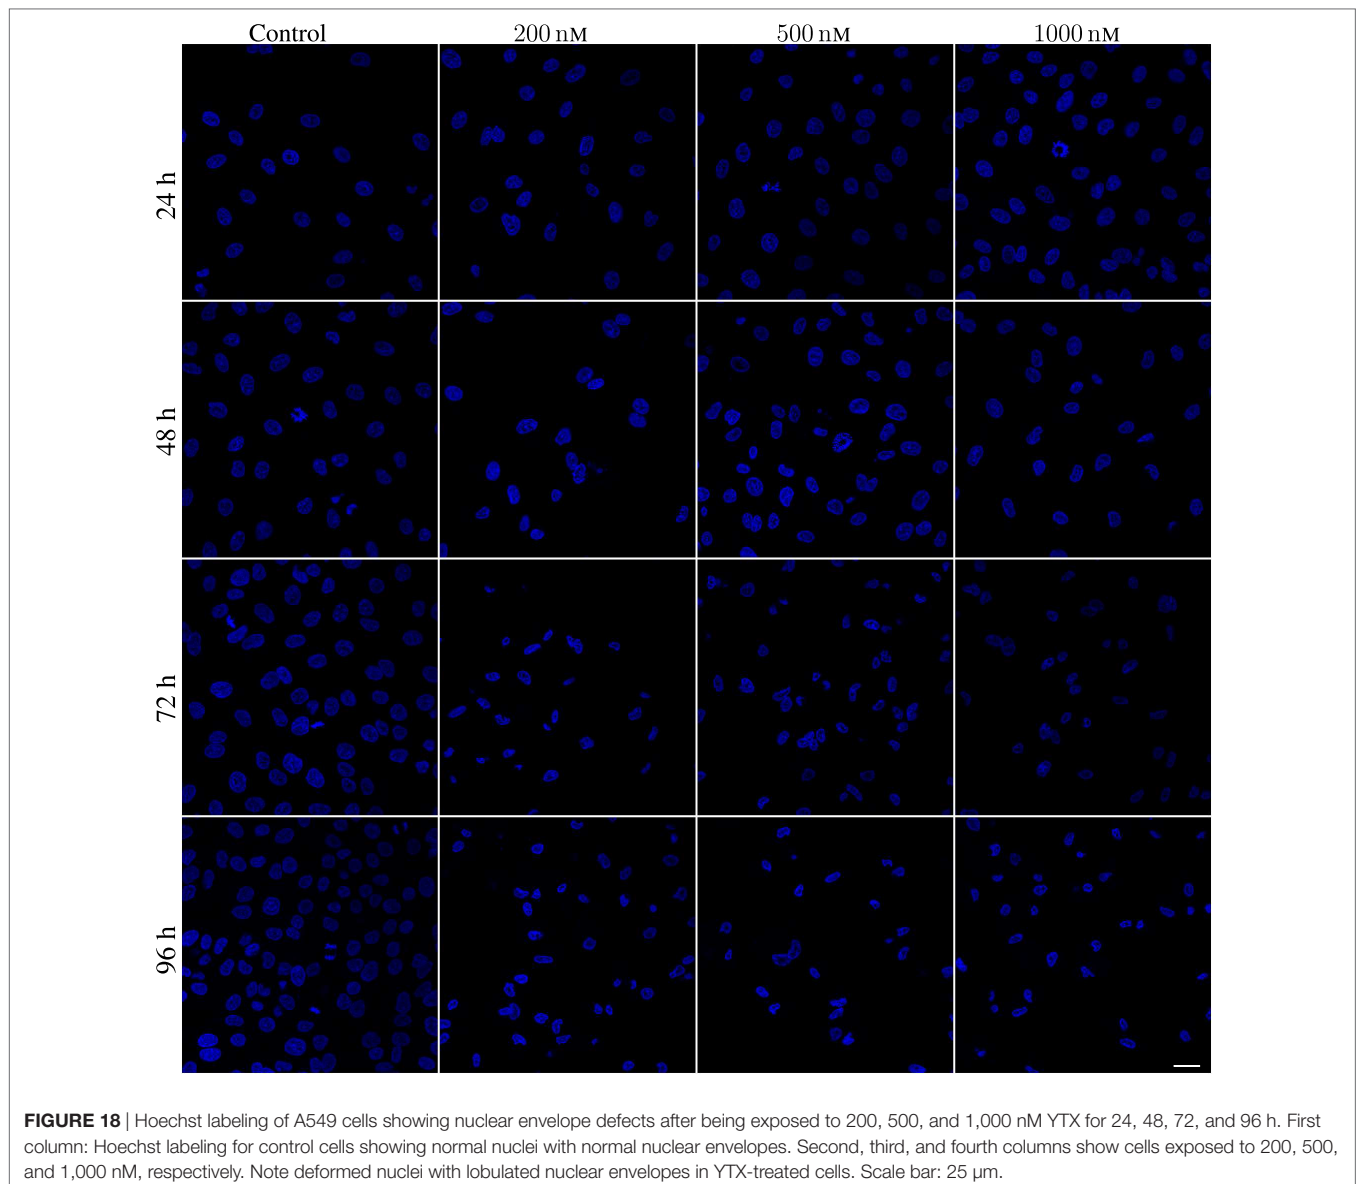 Control 200 nM 500 nM 1000 nM
24 h
48 h
72 h
96 h
FIGURE 18 | Hoechst labeling of A549 cells showing nuclear envelope defects after being exposed to 200, 500, and 1,000 nM YTX for 24, 48, 72, and 96 h. First
column: Hoechst labeling for control cells showing normal nuclei with normal nuclear envelopes. Second, third, and fourth columns show cells exposed to 200, 500,
and 1,000 nM, respectively. Note deformed nuclei with lobulated nuclear envelopes in YTX-treated cells. Scale bar: 25 µm.